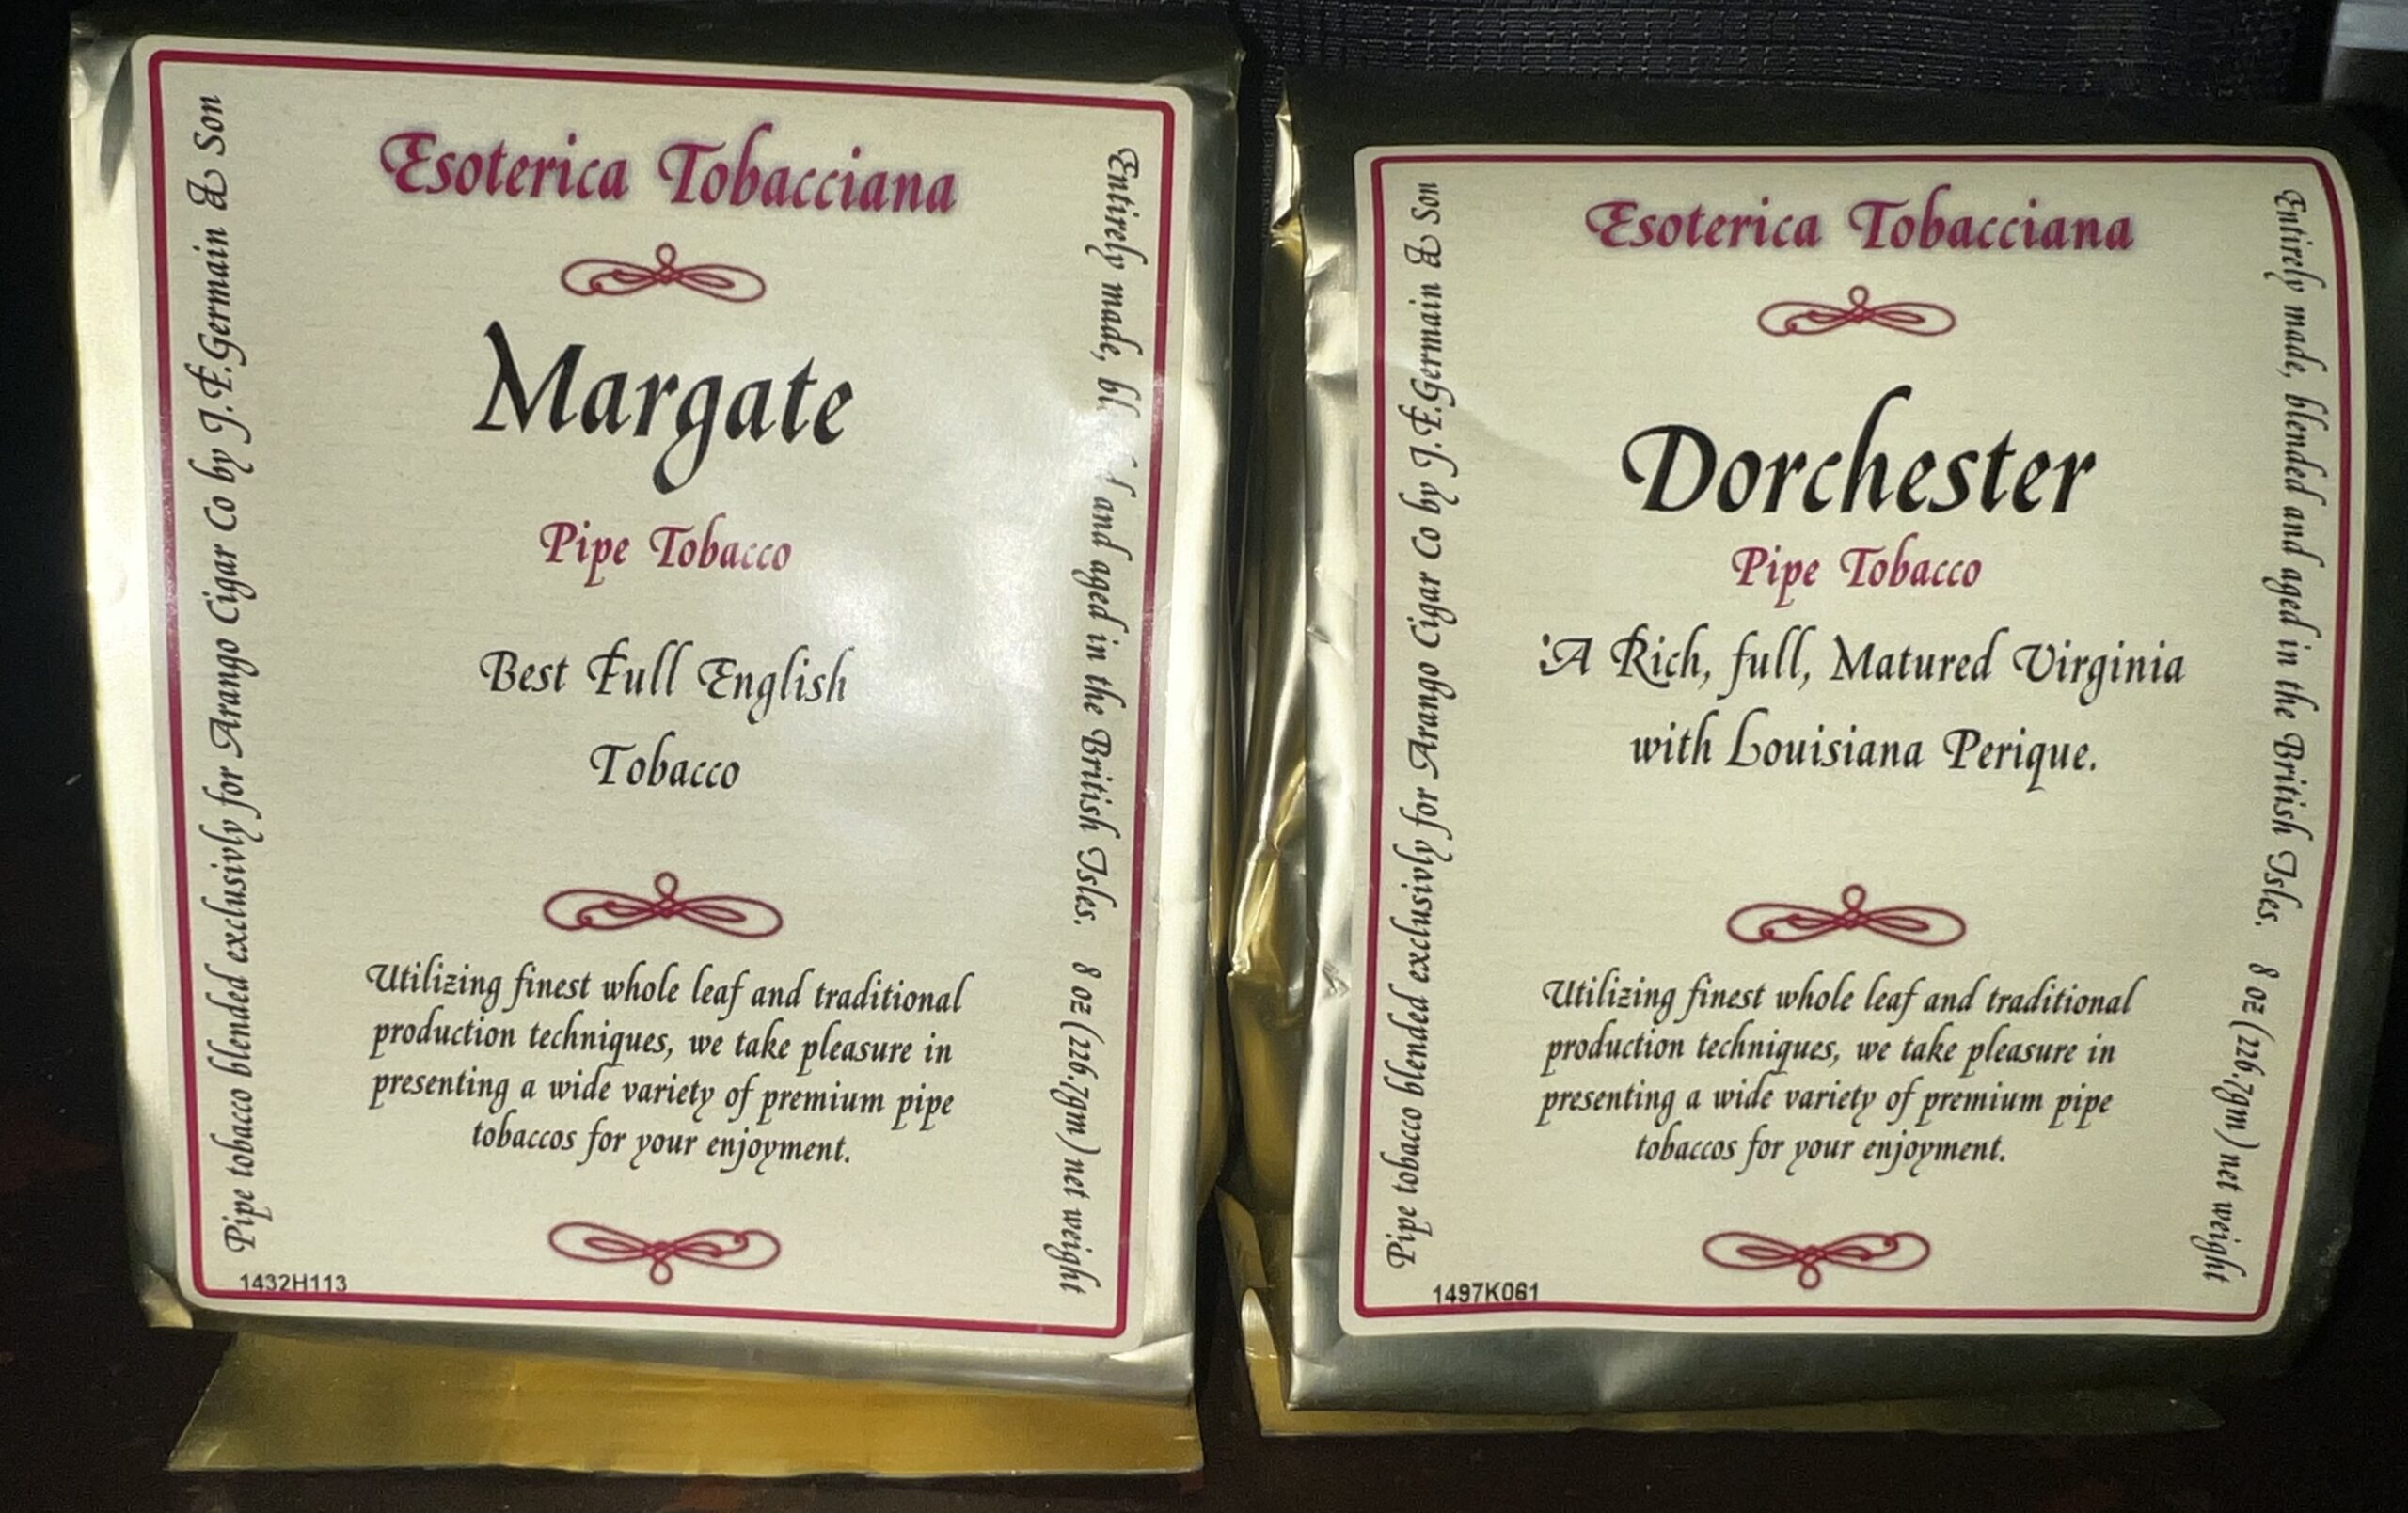 Esoterica Tobacciana
Margate
Pipe Tobacco
Best Full English
Tobacco
Utilizing finest whole leaf and traditional
production techniques, we take pleasure in
presenting a wide variety of premium pipe
tobaccos for your enjoyment.
Pipe tobacco blended exclusivly for Arango Cigar Co by J.F.Germain & Son
Entirely made, and aged in the British Isles. 8 oz (226.7gm) net weight
1432H113
Esoterica Tobacciana
Dorchester
Pipe Tobacco
'A Rich, full, Matured Virginia
with Louisiana Perique.
Utilizing finest whole leaf and traditional
production techniques, we take pleasure in
presenting a wide variety of premium pipe
tobaccos for your enjoyment.
Pipe tobacco blended exclusivly for Arango Cigar Co by J.F.Germain & Son
Entirely made, blended and aged in the British Isles. 8 oz (226.7gm) net weight
1497K061